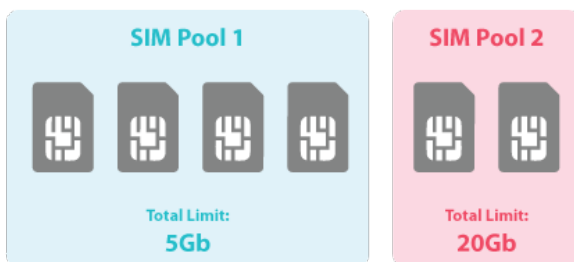 SIM Pool 1
Total Limit:
5Gb
SIM Pool 2
Total Limit:
20Gb